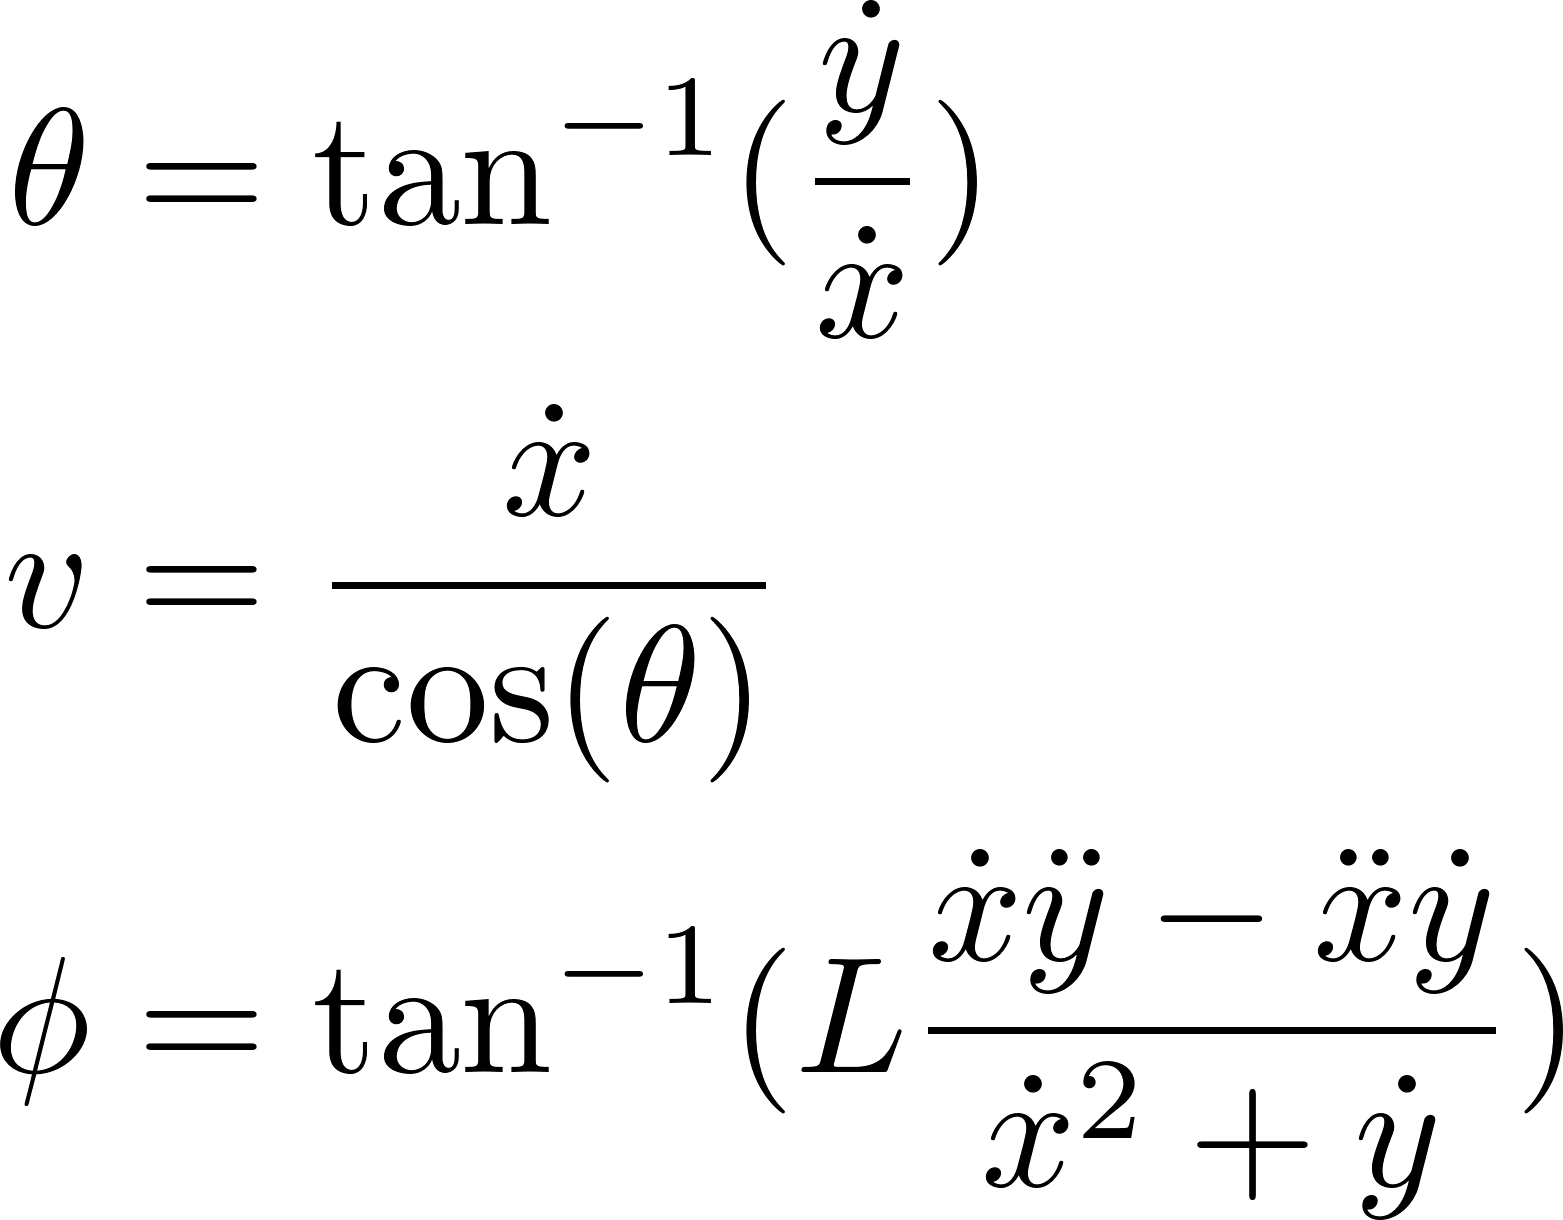 θ = tan⁻¹(ẏ/ẋ)
v = ẋ/cos(θ)
ϕ = tan⁻¹(L (ẋÿ − ẍẏ)/(ẋ² + ẏ))